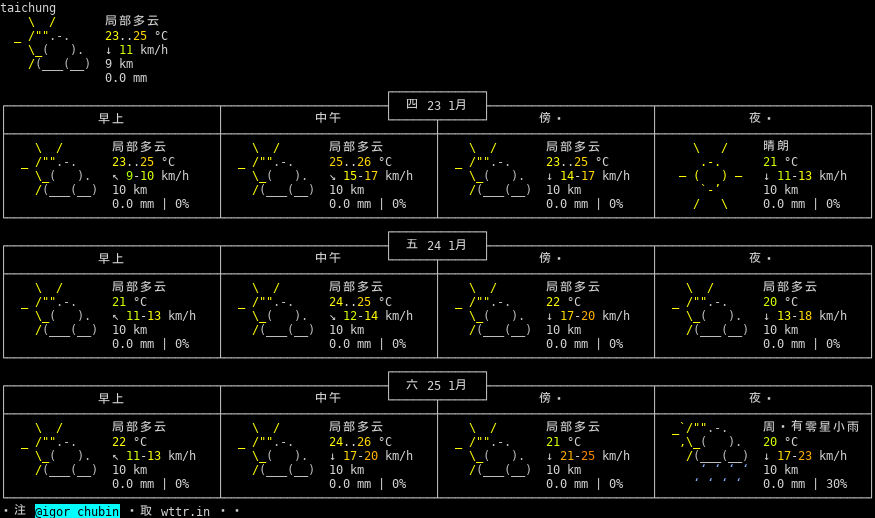 taichung
局部多云
23..25 °C
↓ 11 km/h
9 km
0.0 mm
四 23 1月
早上 中午 傍・ 夜・
局部多云 局部多云 局部多云 晴朗
23..25 °C 25..26 °C 23..25 °C 21 °C
↖ 9-10 km/h ↘ 15-17 km/h ↓ 14-17 km/h ↓ 11-13 km/h
10 km 10 km 10 km 10 km
0.0 mm | 0% 0.0 mm | 0% 0.0 mm | 0% 0.0 mm | 0%
五 24 1月
早上 中午 傍・ 夜・
局部多云 局部多云 局部多云 局部多云
21 °C 24..25 °C 22 °C 20 °C
↖ 11-13 km/h ↘ 12-14 km/h ↓ 17-20 km/h ↓ 13-18 km/h
10 km 10 km 10 km 10 km
0.0 mm | 0% 0.0 mm | 0% 0.0 mm | 0% 0.0 mm | 0%
六 25 1月
早上 中午 傍・ 夜・
局部多云 局部多云 局部多云 周・有零星小雨
22 °C 24..26 °C 21 °C 20 °C
↖ 11-13 km/h ↓ 17-20 km/h ↓ 21-25 km/h ↓ 17-23 km/h
10 km 10 km 10 km 10 km
0.0 mm | 0% 0.0 mm | 0% 0.0 mm | 0% 0.0 mm | 30%
・注 @igor_chubin ・取 wttr.in ・・